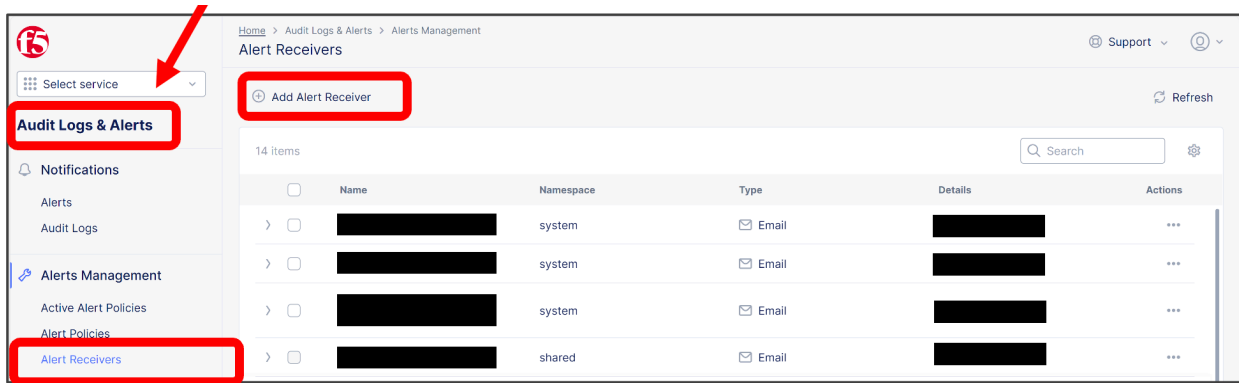 f5
Select service
Audit Logs & Alerts
Notifications
Alerts
Audit Logs
Alerts Management
Active Alert Policies
Alert Policies
Alert Receivers
Home > Audit Logs & Alerts > Alerts Management
Alert Receivers
Support
Add Alert Receiver
Refresh
14 items
Search
Name Namespace Type Details Actions
system Email
system Email
system Email
shared Email